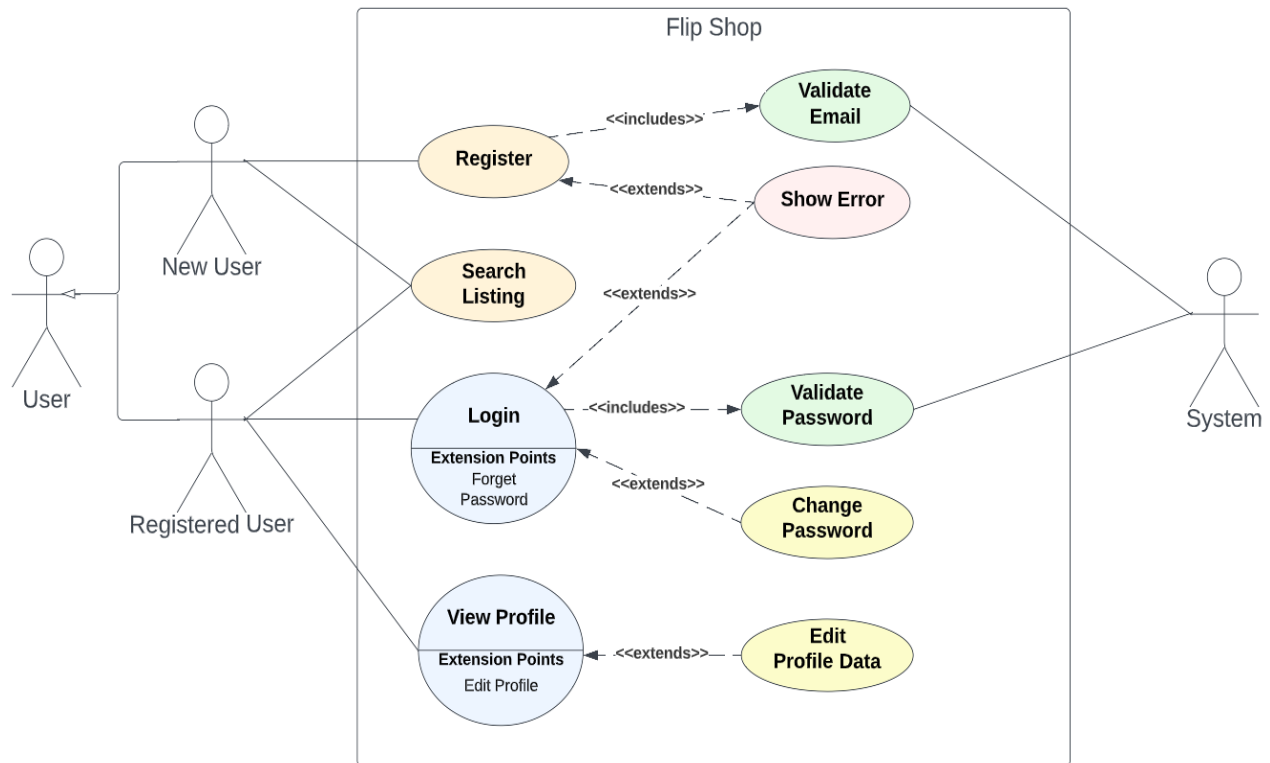 Flip Shop
Validate
Email
<<includes>>
Register
<<extends>>
Show Error
New User
Search
Listing
<<extends>>
User
Login
<<includes>>
Validate
Password
System
Extension Points
Forget
Password
<<extends>>
Change
Password
Registered User
View Profile
Extension Points
Edit Profile
<<extends>>
Edit
Profile Data